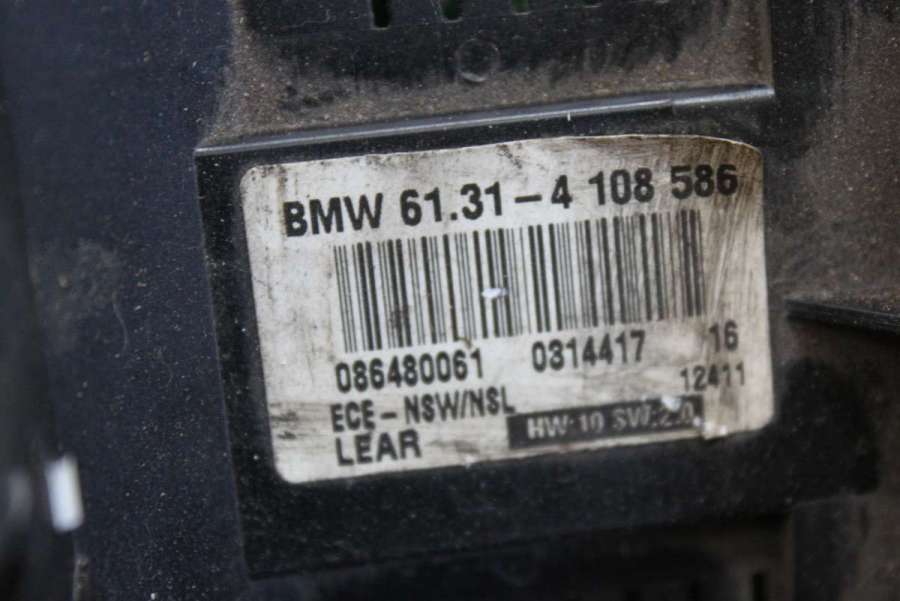 BMW 61.31-4 108 586
086480061 0314417 16
12411
ECE-NSW/NSL
HW:10 SW:2.0
LEAR